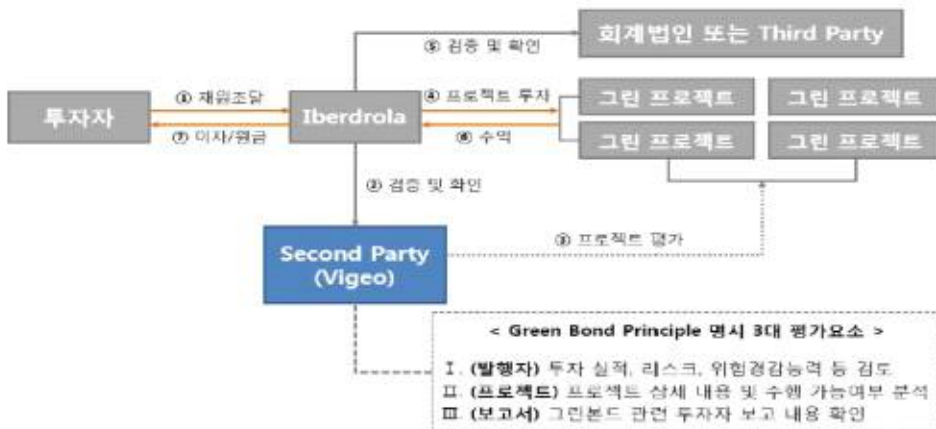 ⑤ 검증 및 확인
회계법인 또는 Third Party
투자자
① 재원조달
⑦ 이자/원금
Iberdrola
④ 프로젝트 투자
⑥ 수익
그린 프로젝트
그린 프로젝트
그린 프로젝트
그린 프로젝트
② 검증 및 확인
Second Party
(Vigeo)
③ 프로젝트 평가
< Green Bond Principle 명시 3대 평가요소 >
Ⅰ. (발행자) 투자 실적, 리스크, 위험경감능력 등 검토
Ⅱ. (프로젝트) 프로젝트 상세 내용 및 수행 가능여부 분석
Ⅲ. (보고서) 그린본드 관련 투자자 보고 내용 확인